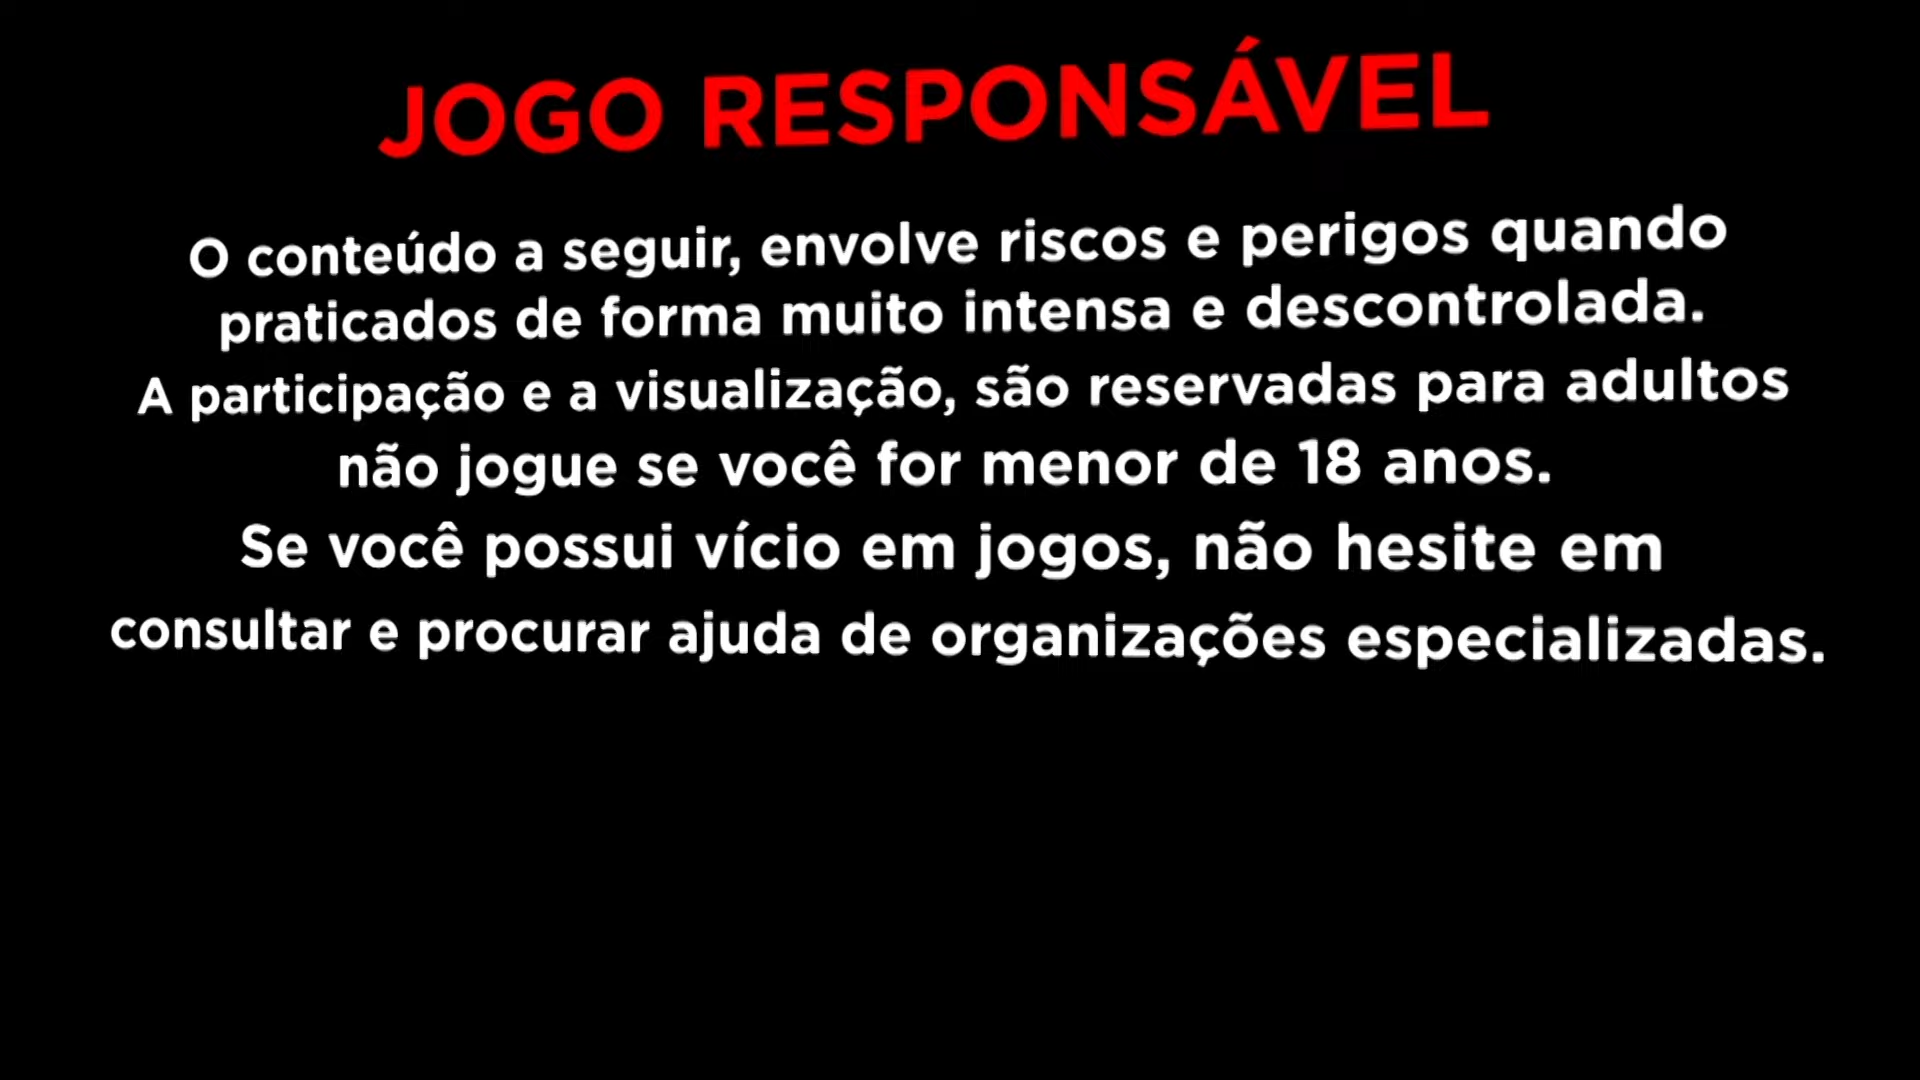 JOGO RESPONSÁVEL
O conteúdo a seguir, envolve riscos e perigos quando
praticados de forma muito intensa e descontrolada.
A participação e a visualização, são reservadas para adultos
não jogue se você for menor de 18 anos.
Se você possui vício em jogos, não hesite em
consultar e procurar ajuda de organizações especializadas.